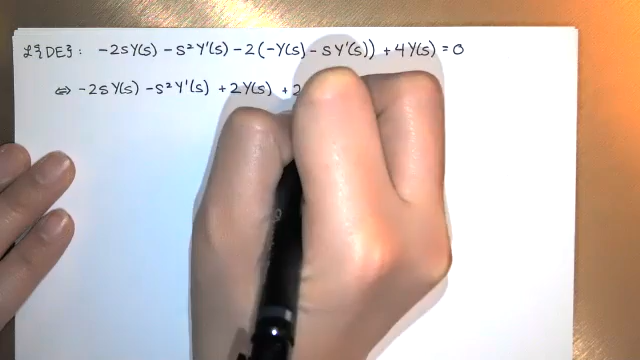 ℒ{DE}: -2sY(s) - s²Y'(s) - 2(-Y(s) - sY'(s)) + 4Y(s) = 0
⇔ -2sY(s) - s²Y'(s) + 2Y(s) + 2